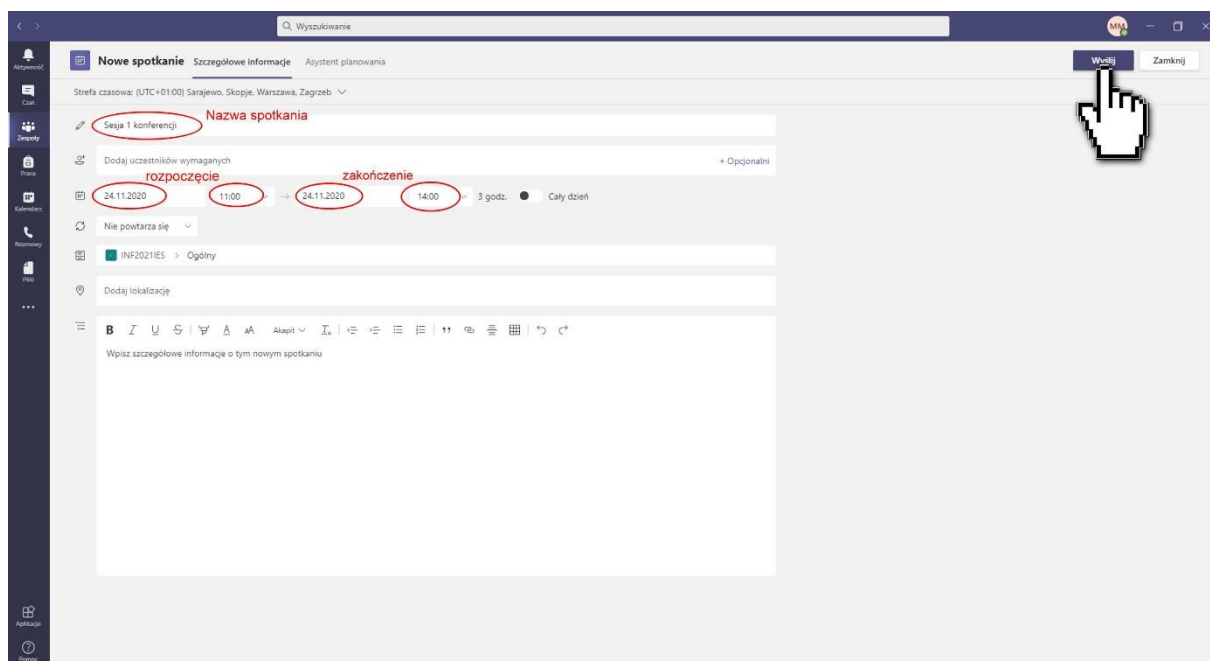 Wyszukiwanie
MM
Aktywność
Czat
Zespoły
Prace
Kalendarz
Rozmowy
Pliki
Aplikacje
Pomoc
Nowe spotkanie Szczegółowe informacje Asystent planowania
Wyślij Zamknij
Strefa czasowa: (UTC+01:00) Sarajewo, Skopje, Warszawa, Zagrzeb
Nazwa spotkania
Sesja 1 konferencji
Dodaj uczestników wymaganych + Opcjonalni
rozpoczęcie zakończenie
24.11.2020 11:00 → 24.11.2020 14:00 3 godz. Cały dzień
Nie powtarza się
INF2021IES > Ogólny
Dodaj lokalizację
B I U S A AA Akapit
Wpisz szczegółowe informacje o tym nowym spotkaniu